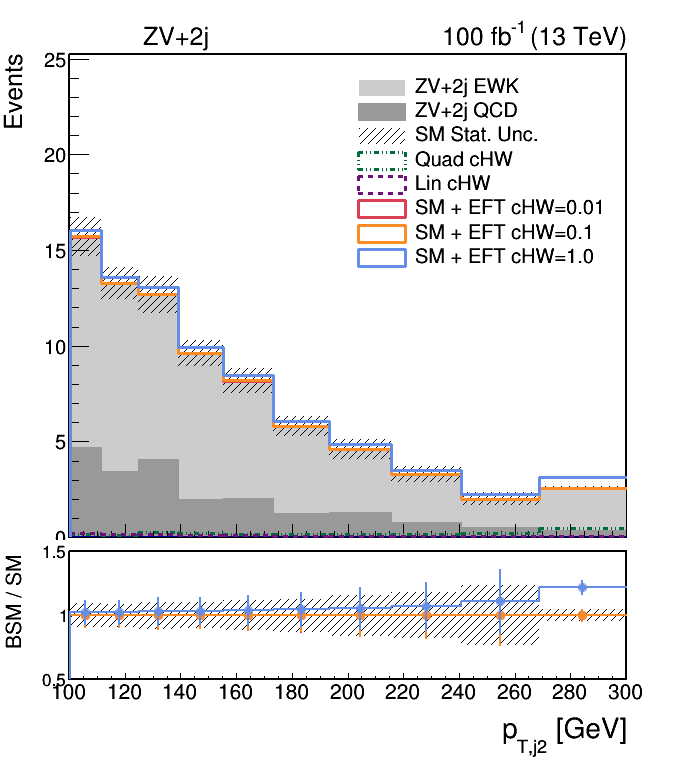 ZV+2j 100 fb⁻¹ (13 TeV)
Events
25
20
15
10
5
0
ZV+2j EWK
ZV+2j QCD
SM Stat. Unc.
Quad cHW
Lin cHW
SM + EFT cHW=0.01
SM + EFT cHW=0.1
SM + EFT cHW=1.0
BSM / SM
1.5
1
0.5
100 120 140 160 180 200 220 240 260 280 300
p_T,j2 [GeV]